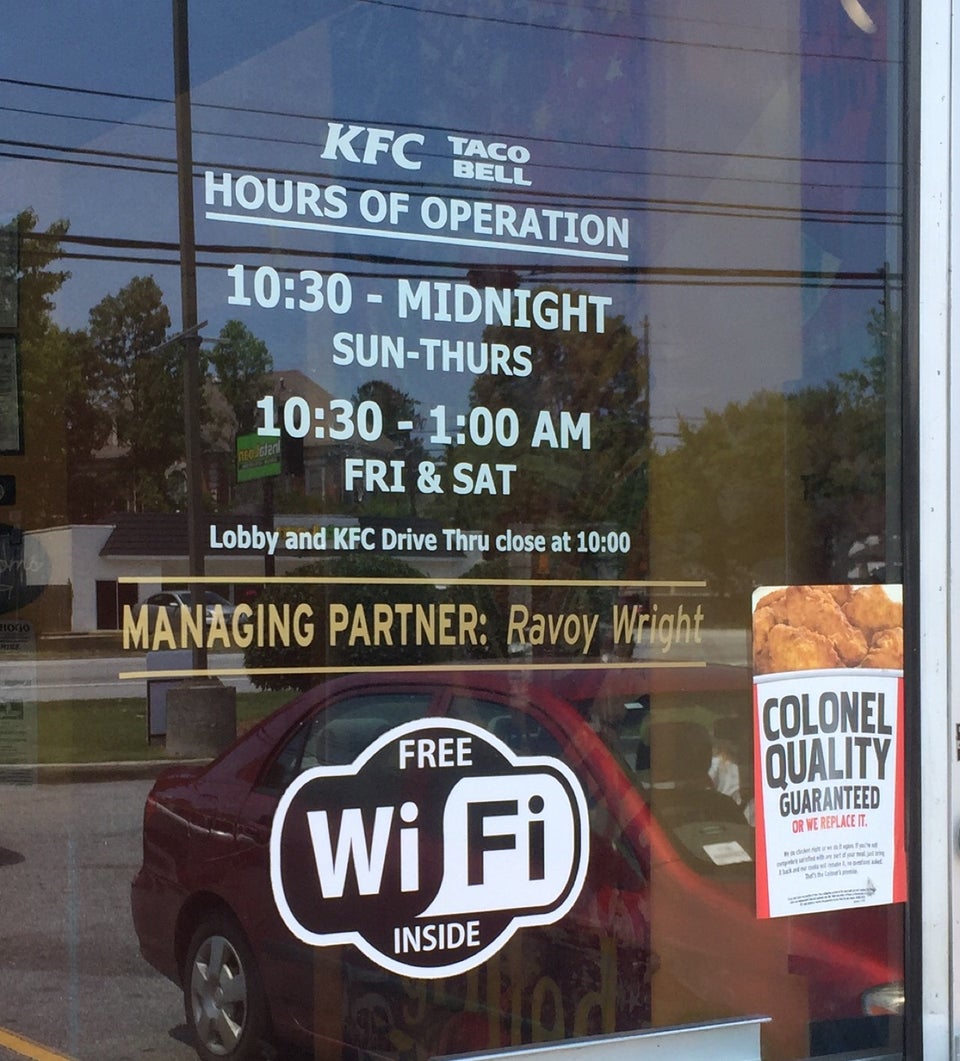 KFC TACO BELL
HOURS OF OPERATION
10:30 - MIDNIGHT
SUN-THURS
10:30 - 1:00 AM
FRI & SAT
Lobby and KFC Drive Thru close at 10:00
MANAGING PARTNER: Ravoy Wright
FREE
WiFi
INSIDE
COLONEL
QUALITY
GUARANTEED
OR WE REPLACE IT.
InstaLoan